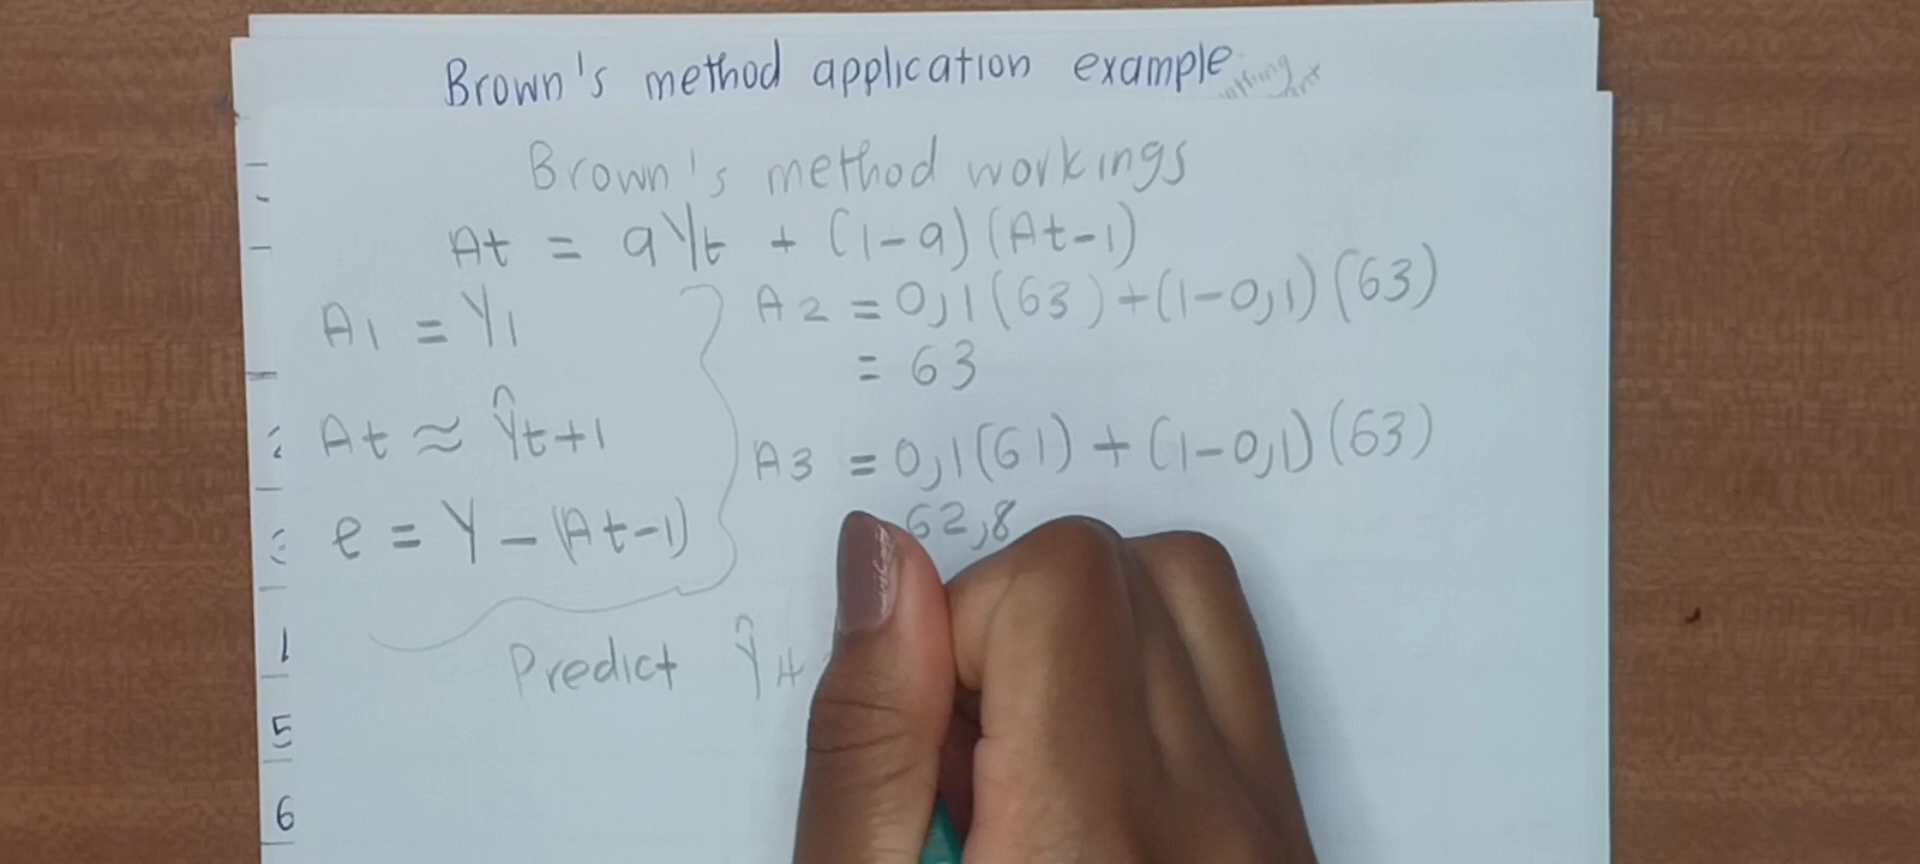 Brown's method application example
Brown's method workings
At = aYt + (1-a)(At-1)
A1 = Y1
At ≈ Ŷt+1
e = Y - (At-1)
A2 = 0,1(63)+(1-0,1)(63)
= 63
A3 = 0,1(61) + (1-0,1)(63)
62,8
Predict Ŷ4
1
5
6